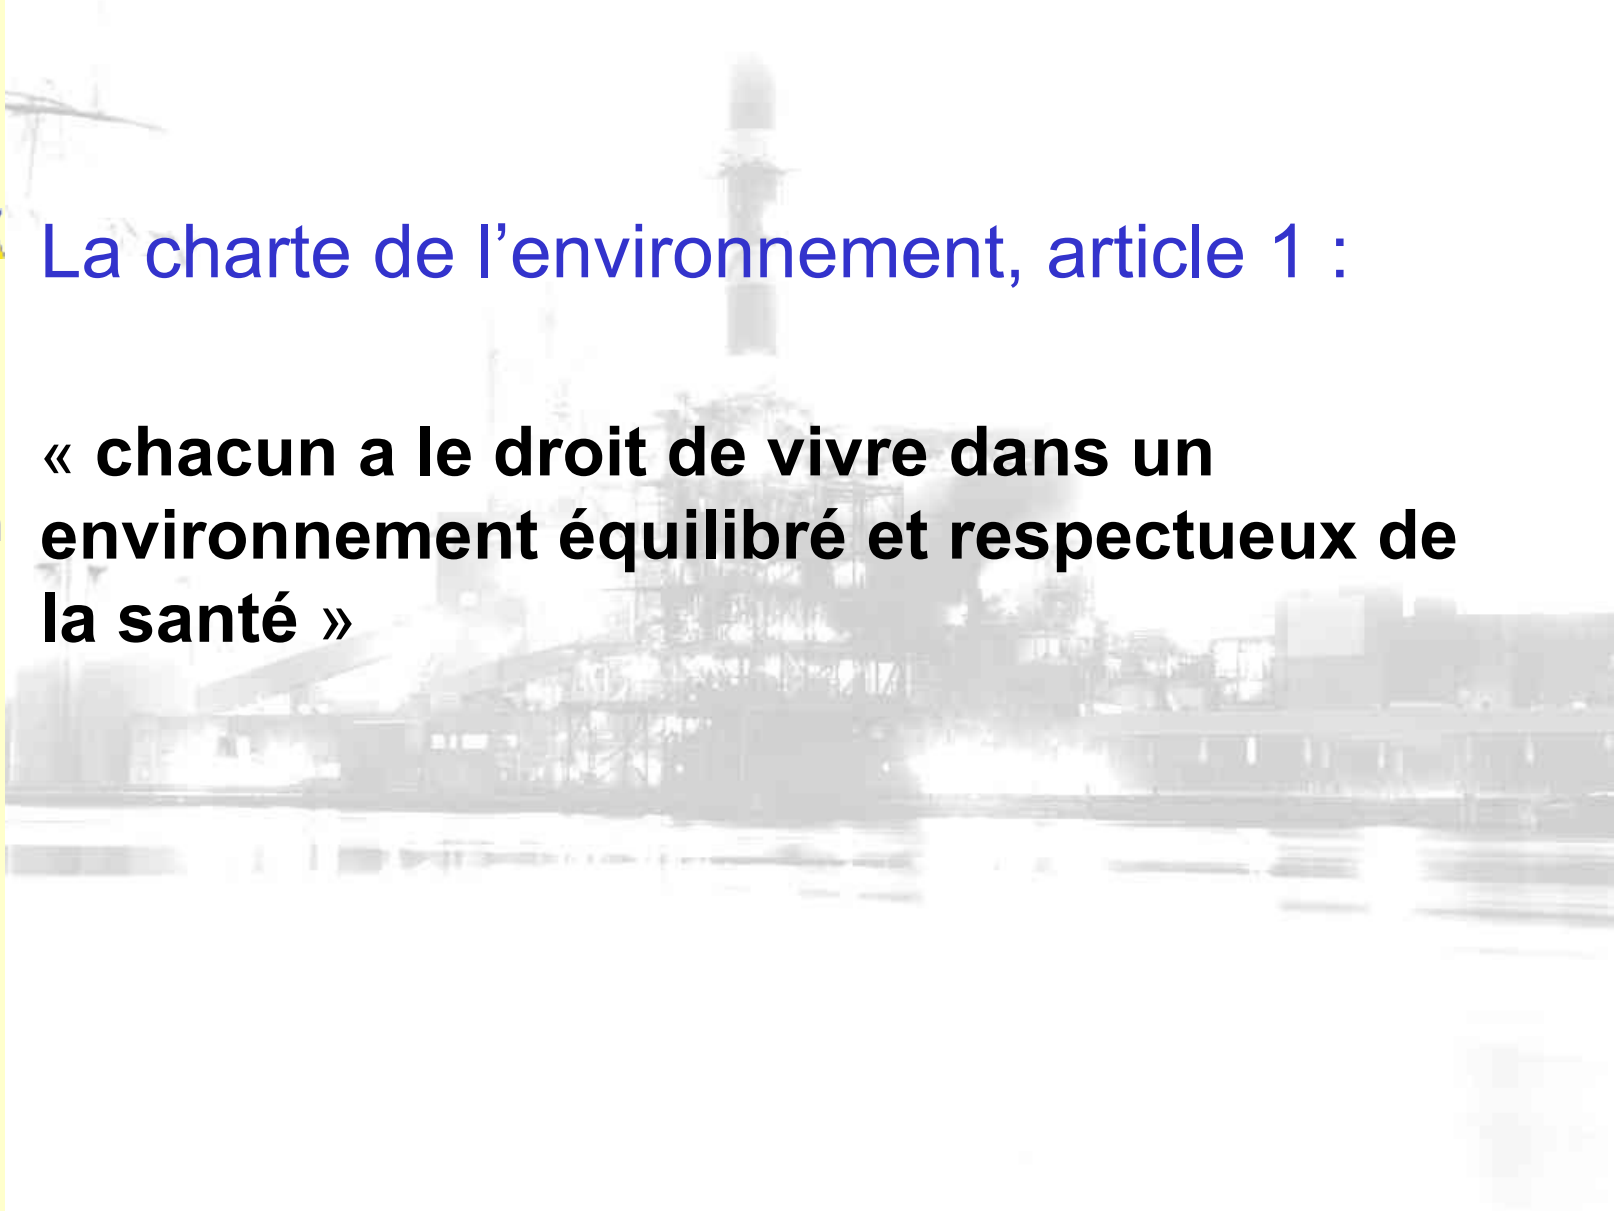 La charte de l’environnement, article 1 :
« chacun a le droit de vivre dans un
environnement équilibré et respectueux de
la santé »